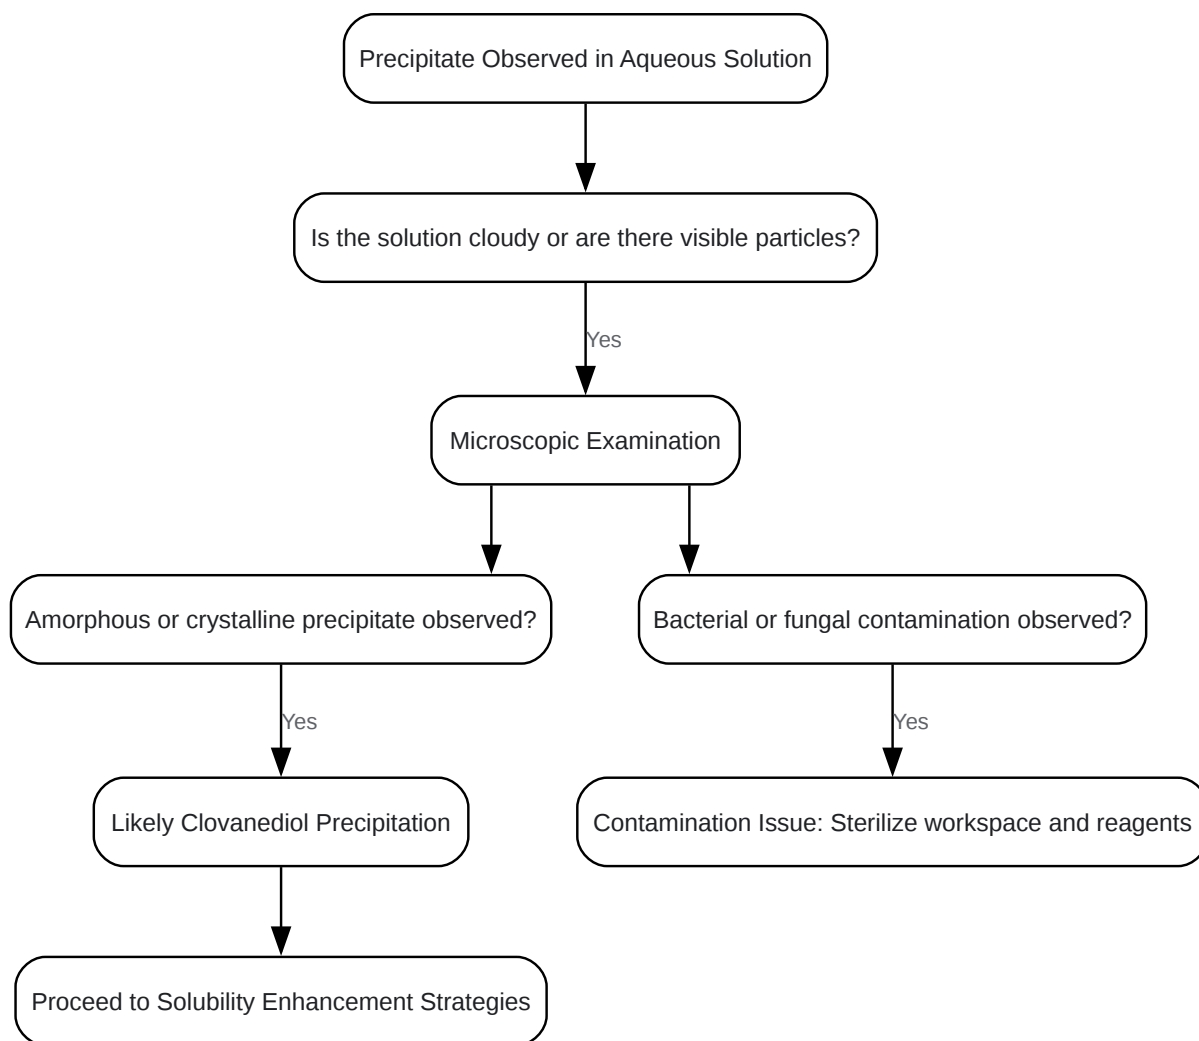 Precipitate Observed in Aqueous Solution
Is the solution cloudy or are there visible particles?
Yes
Microscopic Examination
Amorphous or crystalline precipitate observed?
Bacterial or fungal contamination observed?
Yes
Yes
Likely Clovanediol Precipitation
Contamination Issue: Sterilize workspace and reagents
Proceed to Solubility Enhancement Strategies